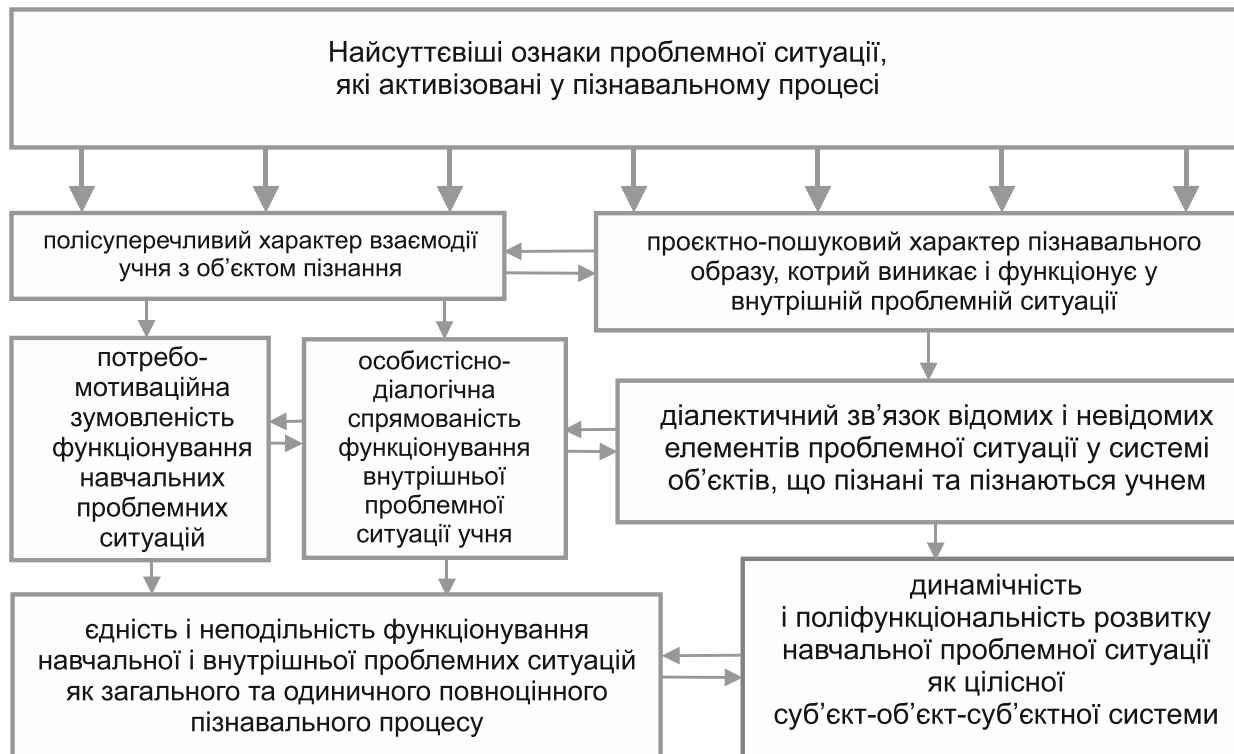 Найсуттєвіші ознаки проблемної ситуації,
які активізовані у пізнавальному процесі
полісуперечливий характер взаємодії
учня з об’єктом пізнання
проєктно-пошуковий характер пізнавального
образу, котрий виникає і функціонує у
внутрішній проблемній ситуації
потребо-
мотиваційна
зумовленість
функціонування
навчальних
проблемних
ситуацій
особистісно-
діалогічна
спрямованість
функціонування
внутрішньої
проблемної
ситуації учня
діалектичний зв’язок відомих і невідомих
елементів проблемної ситуації у системі
об’єктів, що пізнані та пізнаються учнем
єдність і неподільність функціонування
навчальної і внутрішньої проблемних ситуацій
як загального та одиничного повноцінного
пізнавального процесу
динамічність
і поліфункціональність розвитку
навчальної проблемної ситуації
як цілісної
суб’єкт-об’єкт-суб’єктної системи